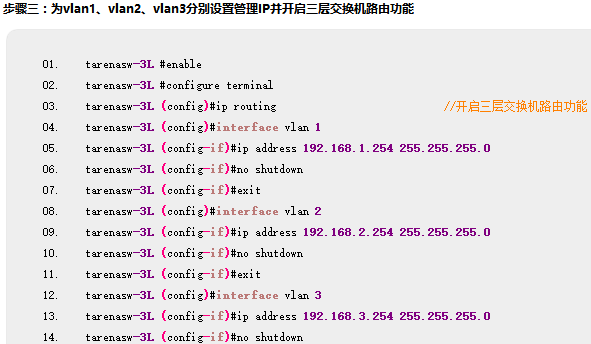 步骤三：为vlan1、vlan2、vlan3分别设置管理IP并开启三层交换机路由功能
01. tarenasw-3L #enable
02. tarenasw-3L #configure terminal
03. tarenasw-3L (config)#ip routing //开启三层交换机路由功能
04. tarenasw-3L (config)#interface vlan 1
05. tarenasw-3L (config-if)#ip address 192.168.1.254 255.255.255.0
06. tarenasw-3L (config-if)#no shutdown
07. tarenasw-3L (config-if)#exit
08. tarenasw-3L (config)#interface vlan 2
09. tarenasw-3L (config-if)#ip address 192.168.2.254 255.255.255.0
10. tarenasw-3L (config-if)#no shutdown
11. tarenasw-3L (config-if)#exit
12. tarenasw-3L (config)#interface vlan 3
13. tarenasw-3L (config-if)#ip address 192.168.3.254 255.255.255.0
14. tarenasw-3L (config-if)#no shutdown